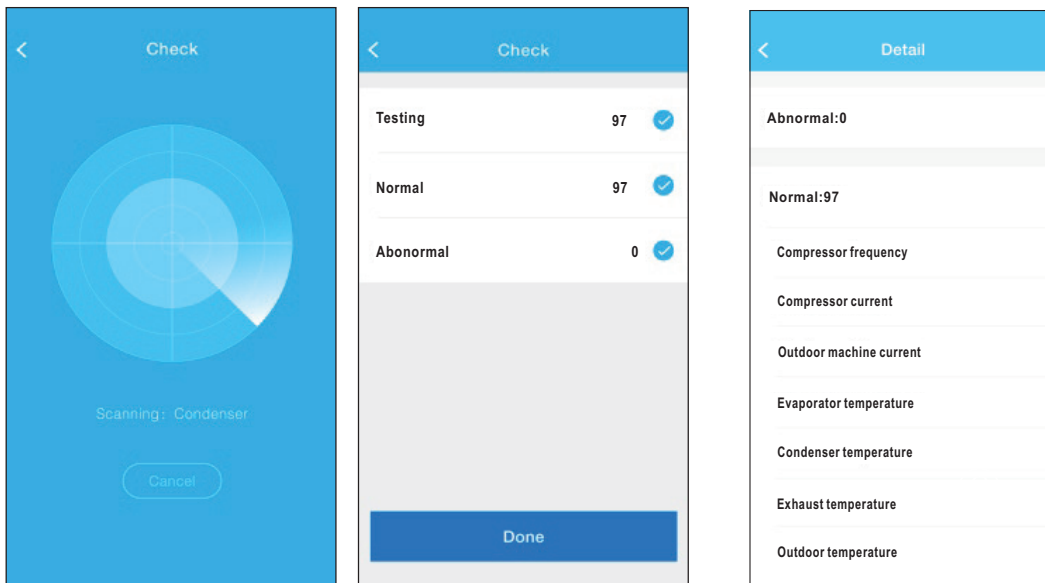 Check
Scanning: Condenser
Cancel
Check
Testing 97
Normal 97
Abonormal 0
Done
Detail
Abnormal:0
Normal:97
Compressor frequency
Compressor current
Outdoor machine current
Evaporator temperature
Condenser temperature
Exhaust temperature
Outdoor temperature